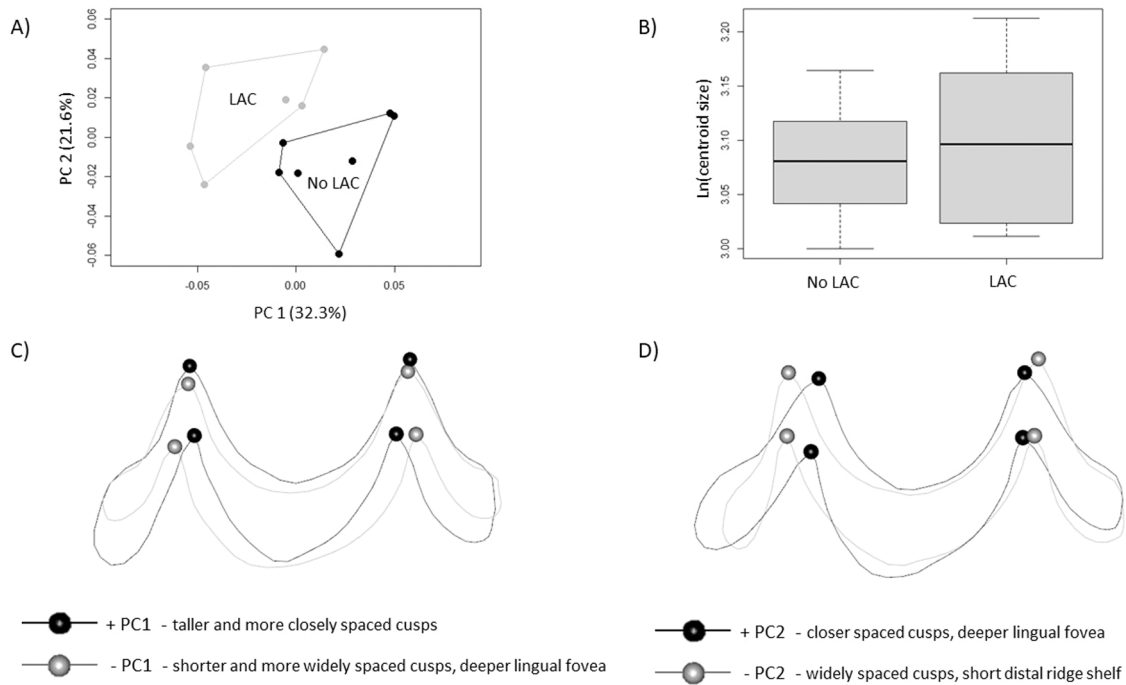 A)
0.06
0.04
0.02
0.00
-0.02
-0.04
-0.06
PC 2 (21.6%)
LAC
No LAC
-0.05
0.00
0.05
PC 1 (32.3%)
B)
3.20
3.15
3.10
3.05
3.00
Ln(centroid size)
No LAC
LAC
C)
+ PC1 - taller and more closely spaced cusps
- PC1 - shorter and more widely spaced cusps, deeper lingual fovea
D)
+ PC2 - closer spaced cusps, deeper lingual fovea
- PC2 - widely spaced cusps, short distal ridge shelf